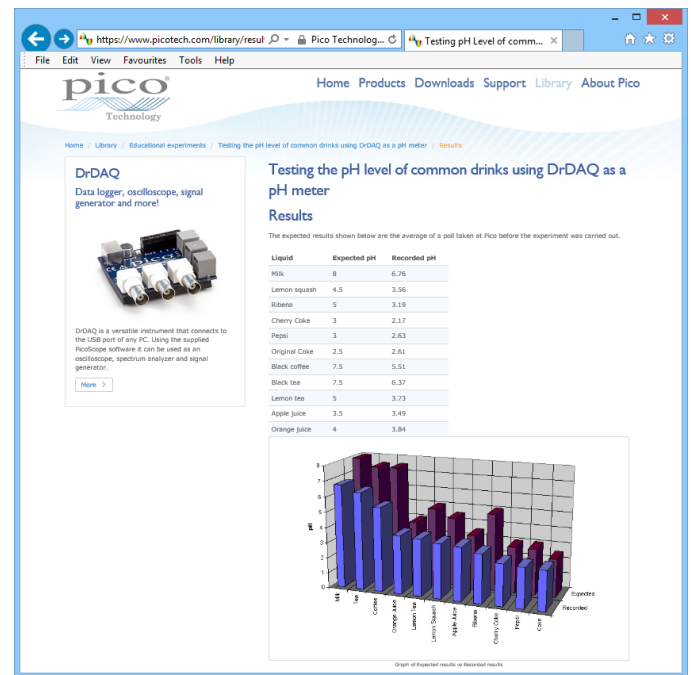 https://www.picotech.com/library/resul
Pico Technolog...
Testing pH Level of comm...
File Edit View Favourites Tools Help
pico
Technology
Home Products Downloads Support Library About Pico
Home / Library / Educational experiments / Testing the pH level of common drinks using DrDAQ as a pH meter / Results
DrDAQ
Data logger, oscilloscope, signal
generator and more!
pico
DrDAQ is a versatile instrument that connects to
the USB port of any PC. Using the supplied
PicoScope software it can be used as an
oscilloscope, spectrum analyzer and signal
generator.
More >
Testing the pH level of common drinks using DrDAQ as a
pH meter
Results
The expected results shown below are the average of a poll taken at Pico before the experiment was carried out.
Liquid Expected pH Recorded pH
Milk 8 6.76
Lemon squash 4.5 3.56
Ribena 5 3.19
Cherry Coke 3 2.17
Pepsi 3 2.63
Original Coke 2.5 2.61
Black coffee 7.5 5.51
Black tea 7.5 6.37
Lemon tea 5 3.73
Apple juice 3.5 3.49
Orange juice 4 3.84
8
7
6
5
4
3
2
1
0
pH
Milk
Tea
Coffee
Orange Juice
Lemon Tea
Lemon Squash
Apple Juice
Ribena
Cherry Coke
Pepsi
Coke
Expected
Recorded
Graph of Expected results vs Recorded results